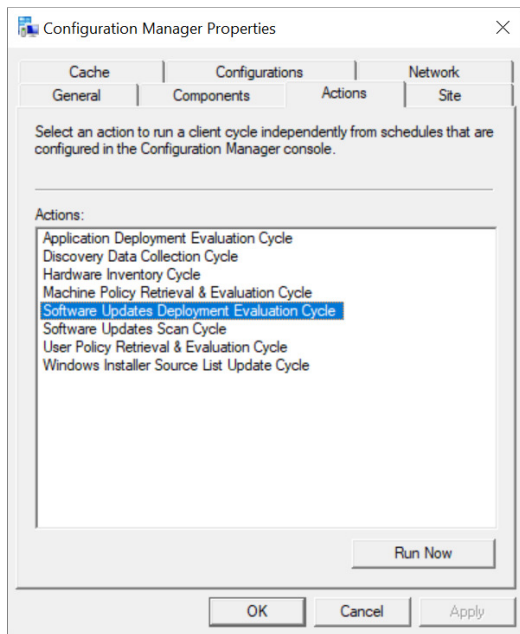 Configuration Manager Properties
Cache Configurations Network
General Components Actions Site
Select an action to run a client cycle independently from schedules that are
configured in the Configuration Manager console.
Actions:
Application Deployment Evaluation Cycle
Discovery Data Collection Cycle
Hardware Inventory Cycle
Machine Policy Retrieval & Evaluation Cycle
Software Updates Deployment Evaluation Cycle
Software Updates Scan Cycle
User Policy Retrieval & Evaluation Cycle
Windows Installer Source List Update Cycle
Run Now
OK Cancel Apply